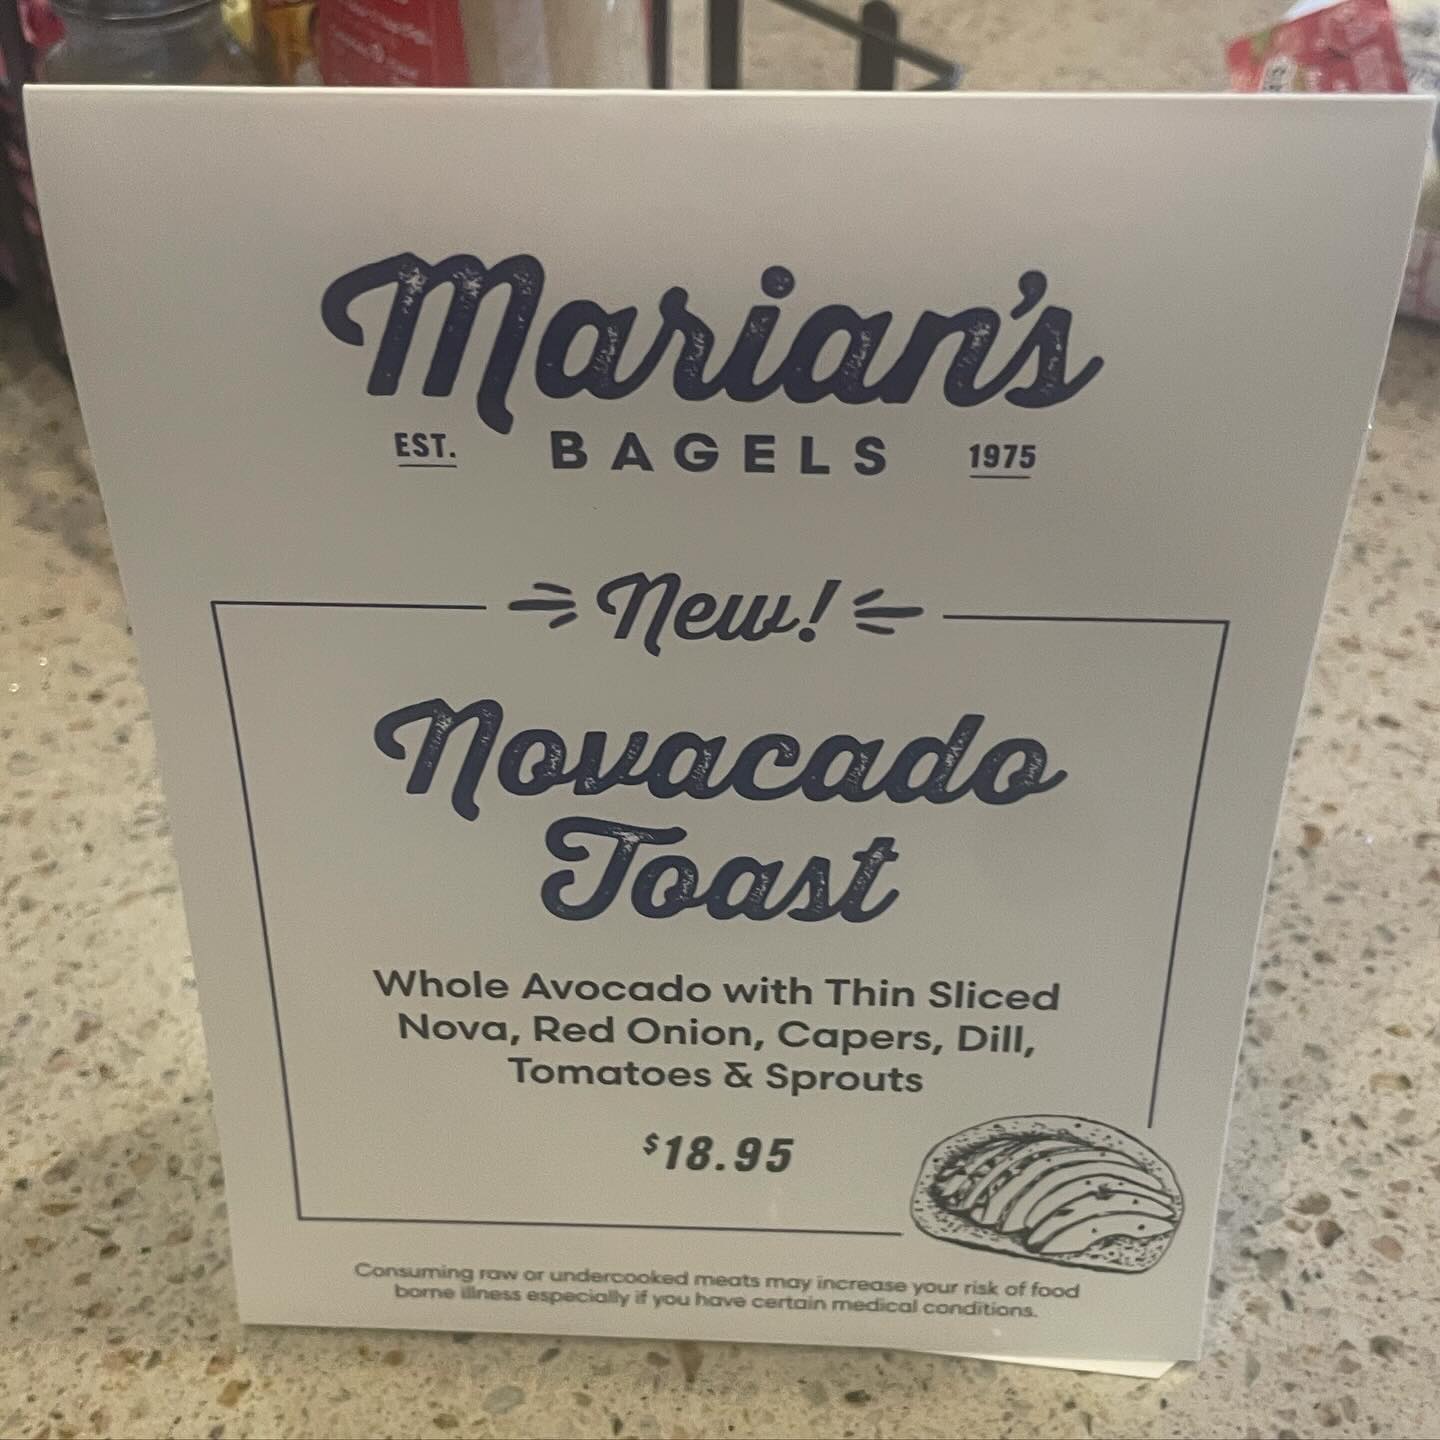 Marian's
EST. BAGELS 1975
New!
Novacado
Toast
Whole Avocado with Thin Sliced
Nova, Red Onion, Capers, Dill,
Tomatoes & Sprouts
$18.95
Consuming raw or undercooked meats may increase your risk of food
borne illness especially if you have certain medical conditions.